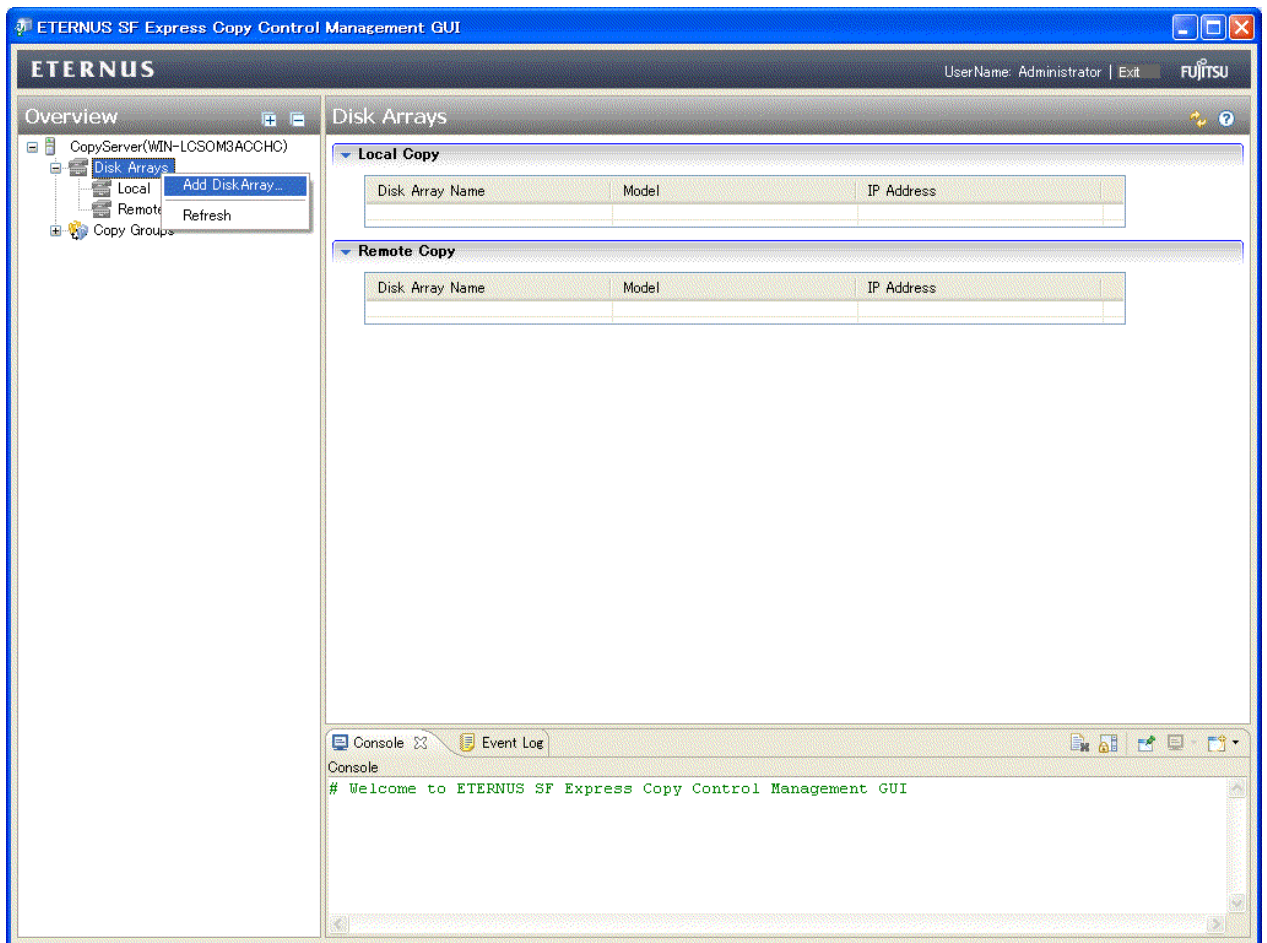 ETERNUS SF Express Copy Control Management GUI
ETERNUS
UserName: Administrator | Exit
FUJITSU
Overview
CopyServer(WIN-LCSOM3ACCHC)
Disk Arrays
Local
Remote
Copy Groups
Add DiskArray...
Refresh
Disk Arrays
Local Copy
Disk Array Name Model IP Address
Remote Copy
Disk Array Name Model IP Address
Console Event Log
Console
# Welcome to ETERNUS SF Express Copy Control Management GUI